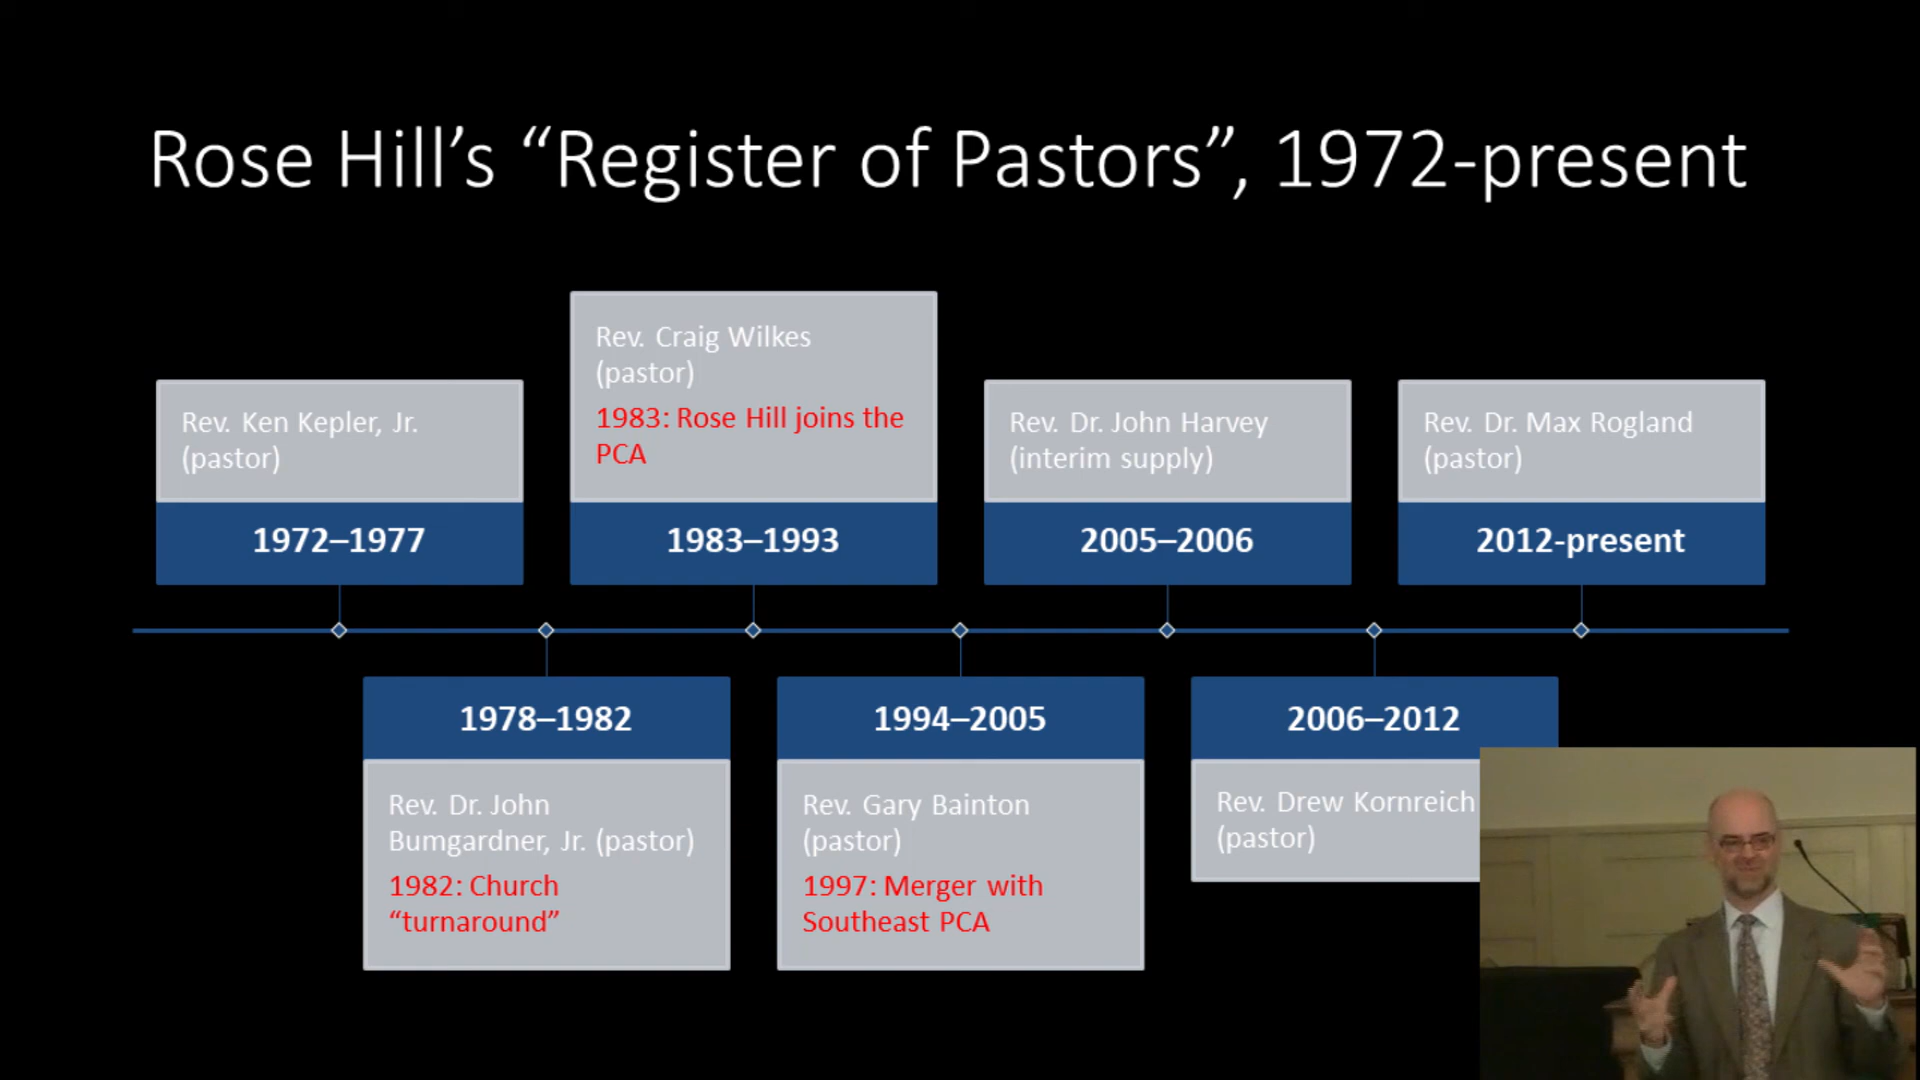 Rose Hill’s “Register of Pastors”, 1972-present
Rev. Ken Kepler, Jr.
(pastor)
1972–1977
Rev. Dr. John
Bumgardner, Jr. (pastor)
1982: Church
“turnaround”
1978–1982
Rev. Craig Wilkes
(pastor)
1983: Rose Hill joins the
PCA
1983–1993
1994–2005
Rev. Gary Bainton
(pastor)
1997: Merger with
Southeast PCA
Rev. Dr. John Harvey
(interim supply)
2005–2006
2006–2012
Rev. Drew Kornreich
(pastor)
Rev. Dr. Max Rogland
(pastor)
2012-present